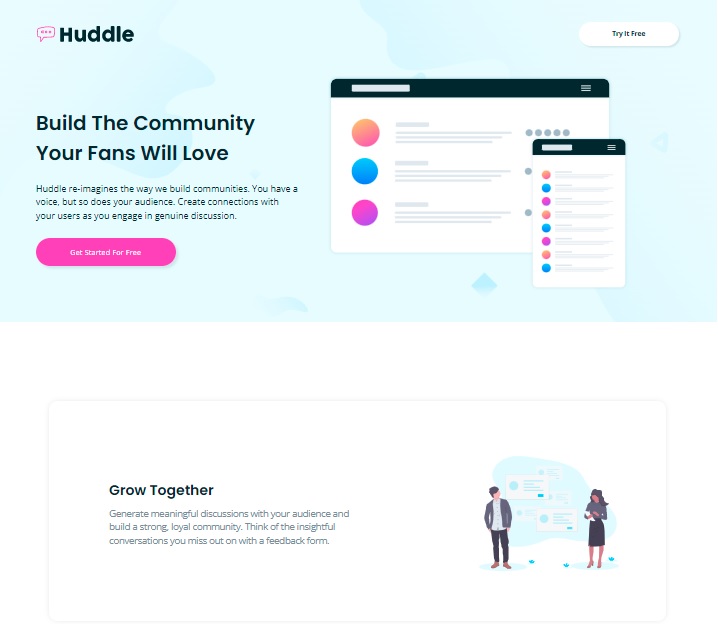 Huddle
Try It Free
Build The Community
Your Fans Will Love
Huddle re-imagines the way we build communities. You have a
voice, but so does your audience. Create connections with
your users as you engage in genuine discussion.
Get Started For Free
Grow Together
Generate meaningful discussions with your audience and
build a strong, loyal community. Think of the insightful
conversations you miss out on with a feedback form.